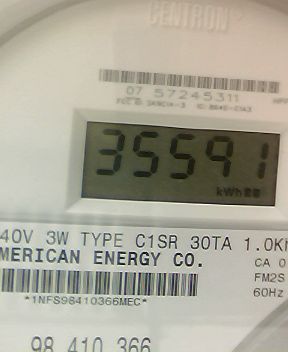 CENTRON®
07 57245311
35591
kWh
40V 3W TYPE C1SR 30TA 1.0K
MERICAN ENERGY CO.
CA 0
FM2S
60Hz
*1NFS98410366MEC*
98 410 366